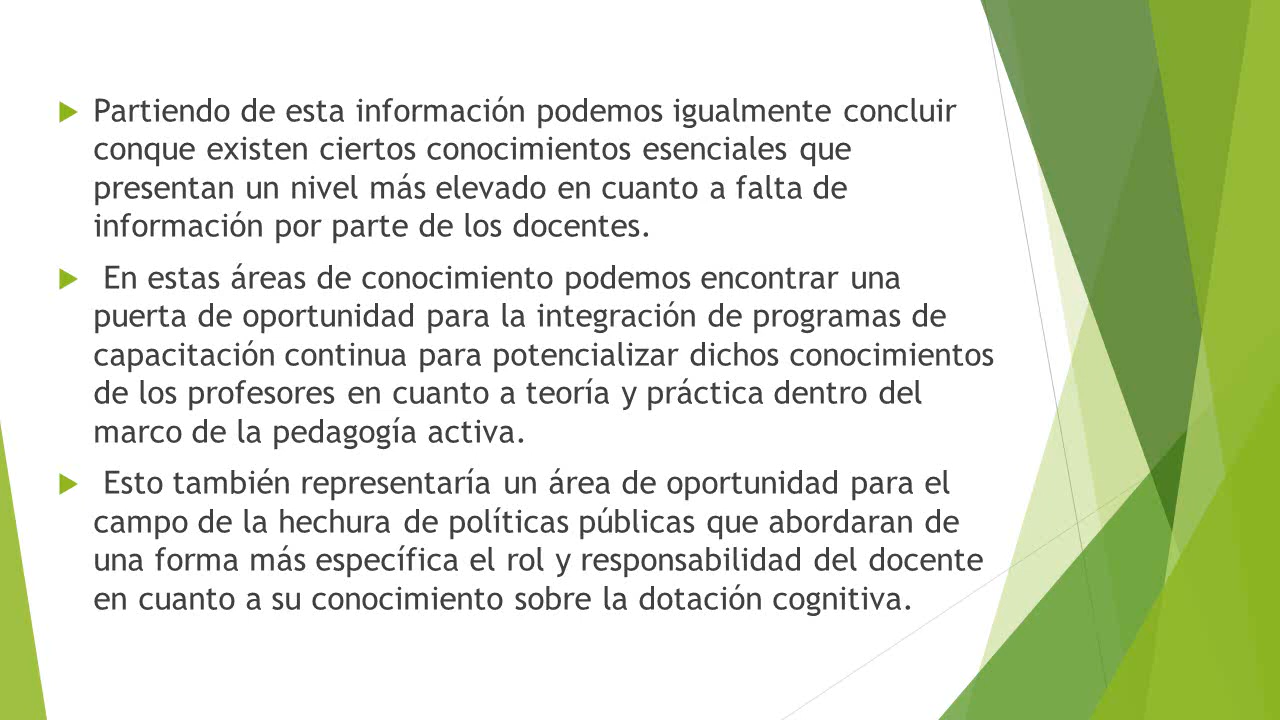 Partiendo de esta información podemos igualmente concluir
conque existen ciertos conocimientos esenciales que
presentan un nivel más elevado en cuanto a falta de
información por parte de los docentes.
En estas áreas de conocimiento podemos encontrar una
puerta de oportunidad para la integración de programas de
capacitación continua para potencializar dichos conocimientos
de los profesores en cuanto a teoría y práctica dentro del
marco de la pedagogía activa.
Esto también representaría un área de oportunidad para el
campo de la hechura de políticas públicas que abordaran de
una forma más específica el rol y responsabilidad del docente
en cuanto a su conocimiento sobre la dotación cognitiva.